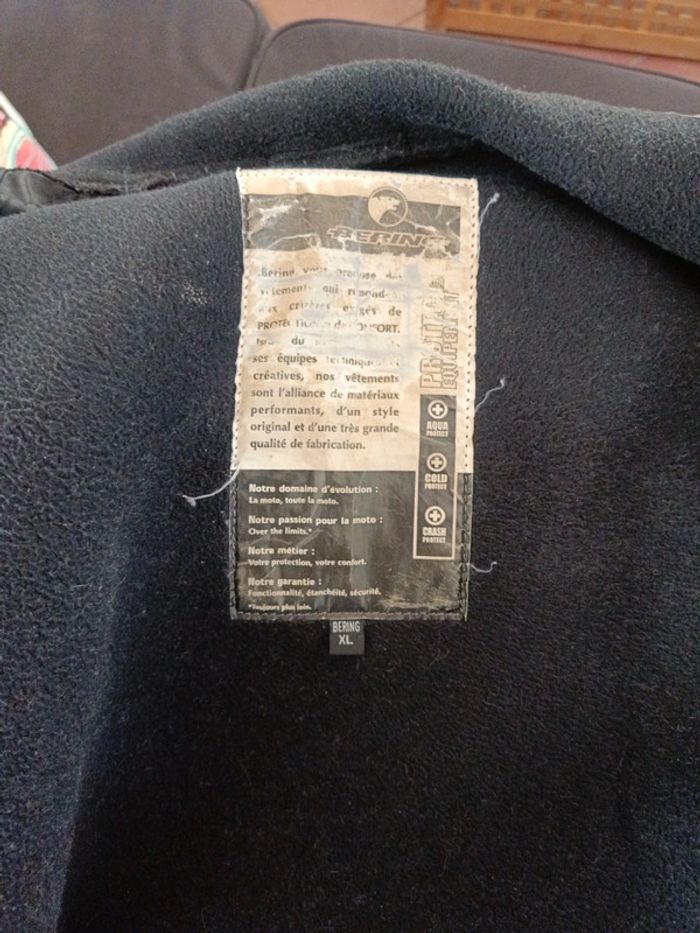 BERING
Bering vous propose des
vêtements qui répond-
aux critères exigés de
PROTECTION de CONFORT.
du
ses équipes techniques et
créatives, nos vêtements
sont l'alliance de matériaux
performants, d'un style
original et d'une très grande
qualité de fabrication.
EQUIPEMENT
AQUA
PROTECT
COLD
PROTECT
CRASH
PROTECT
Notre domaine d'évolution :
La moto, toute la moto.
Notre passion pour la moto :
Over the limits.*
Notre métier :
Votre protection, votre confort.
Notre garantie :
Fonctionnalité, étanchéité, sécurité.
*Toujours plus loin.
BERING
XL